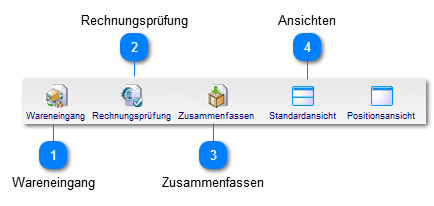 Rechnungsprüfung Ansichten
2 4
Wareneingang Rechnungsprüfung Zusammenfassen Standardansicht Positionsansicht
1 3
Wareneingang Zusammenfassen